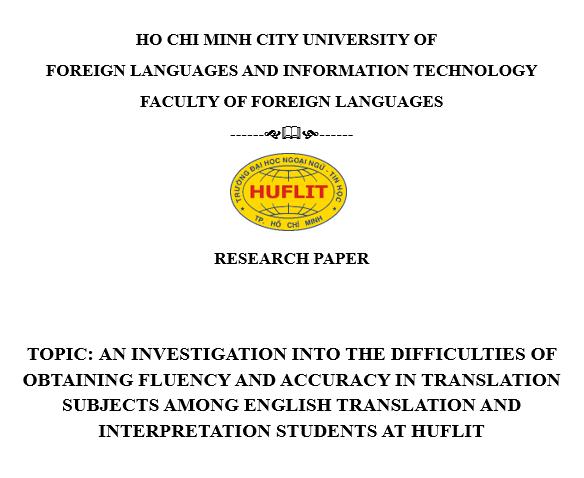 HO CHI MINH CITY UNIVERSITY OF
FOREIGN LANGUAGES AND INFORMATION TECHNOLOGY
FACULTY OF FOREIGN LANGUAGES
TRƯỜNG ĐẠI HỌC NGOẠI NGỮ - TIN HỌC
HUFLIT
TP. HỒ CHÍ MINH
RESEARCH PAPER
TOPIC: AN INVESTIGATION INTO THE DIFFICULTIES OF
OBTAINING FLUENCY AND ACCURACY IN TRANSLATION
SUBJECTS AMONG ENGLISH TRANSLATION AND
INTERPRETATION STUDENTS AT HUFLIT